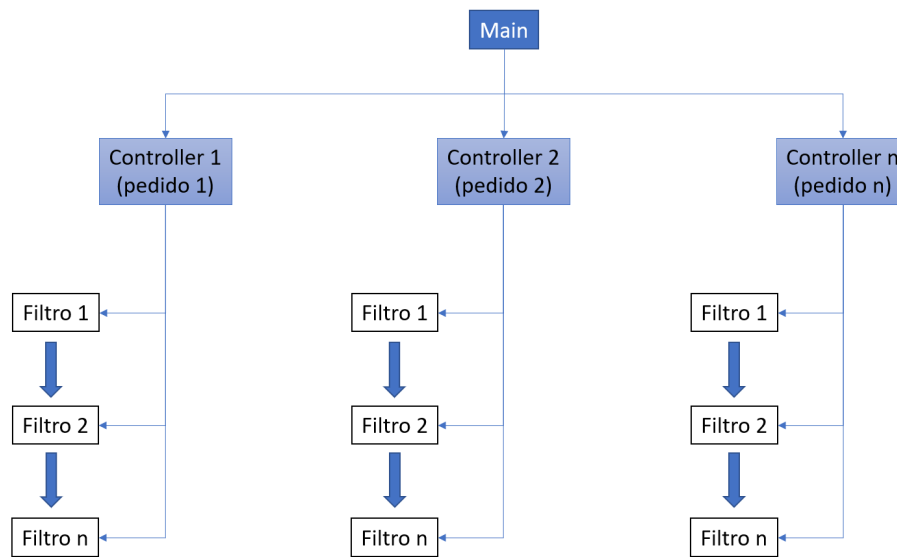 Main
Controller 1
(pedido 1)
Controller 2
(pedido 2)
Controller n
(pedido n)
Filtro 1
Filtro 1
Filtro 1
Filtro 2
Filtro 2
Filtro 2
Filtro n
Filtro n
Filtro n